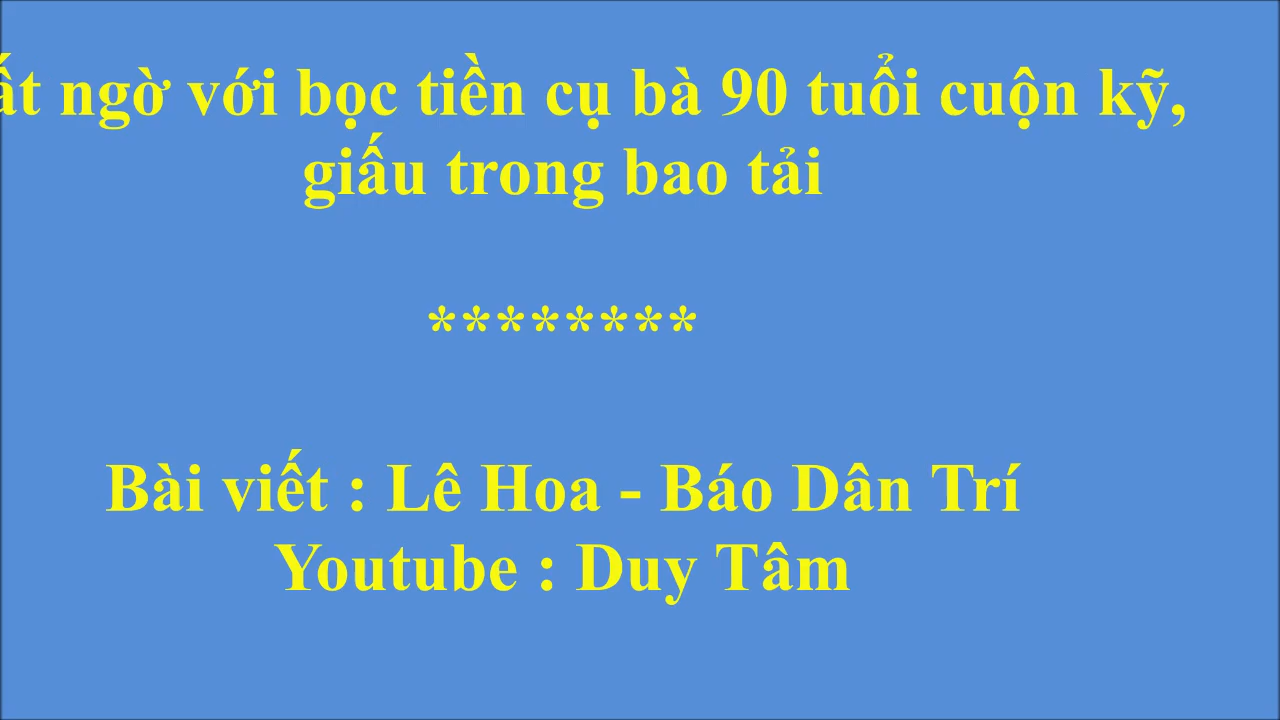 ất ngờ với bọc tiền cụ bà 90 tuổi cuộn kỹ,
giấu trong bao tải
********
Bài viết : Lê Hoa - Báo Dân Trí
Youtube : Duy Tâm